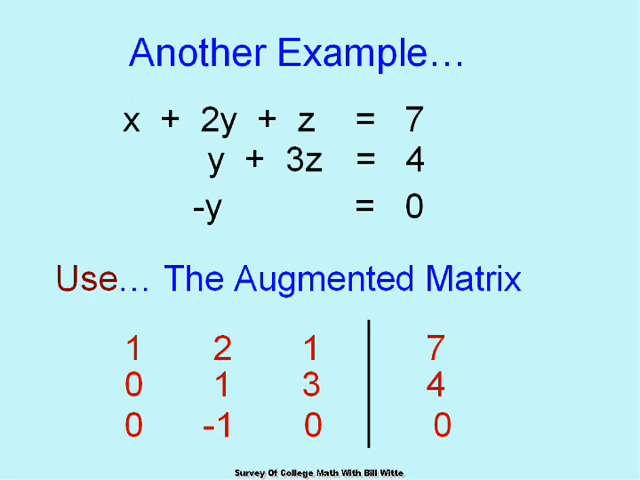 Another Example…
x + 2y + z = 7
y + 3z = 4
-y = 0
Use… The Augmented Matrix
1 2 1 | 7
0 1 3 | 4
0 -1 0 | 0
Survey Of College Math With Bill Witte